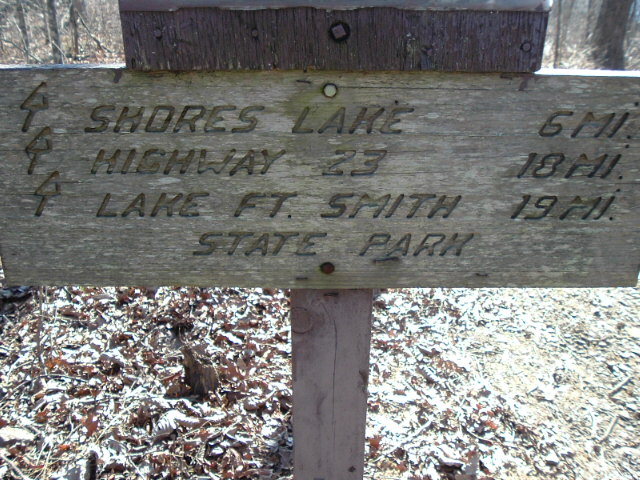 SHORES LAKE 6 MI.
HIGHWAY 23 18 MI.
LAKE FT. SMITH 19 MI.
STATE PARK